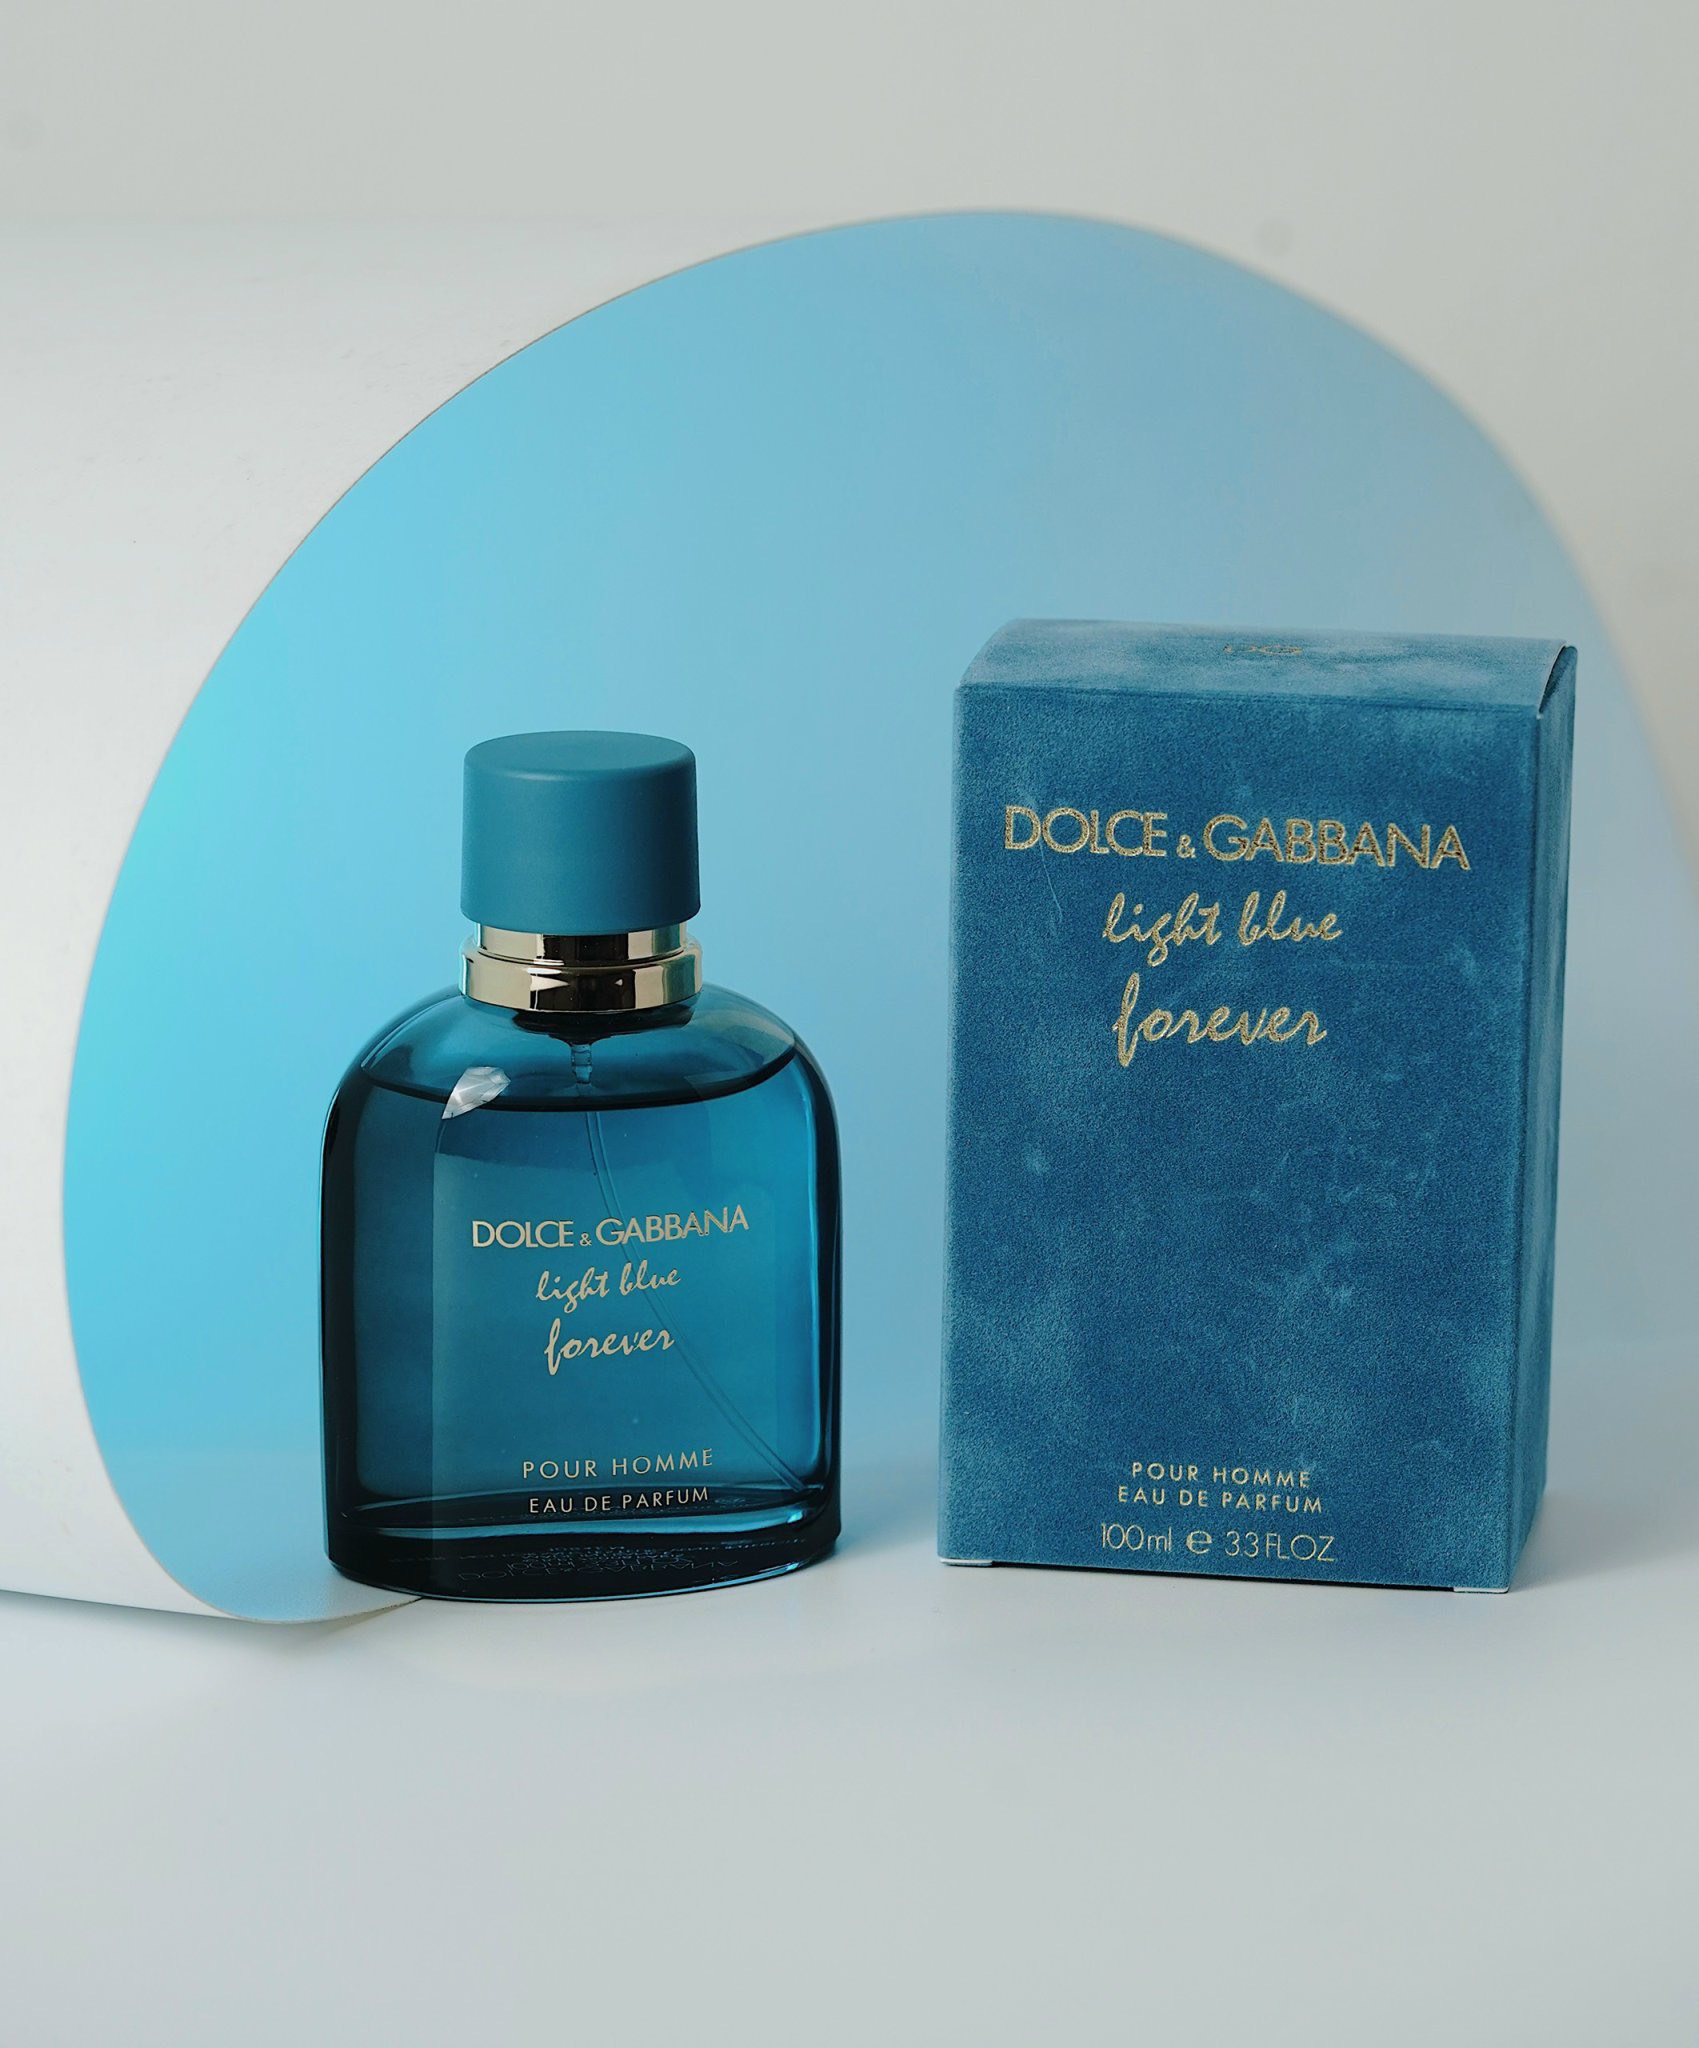 DOLCE & GABBANA
light blue
forever
POUR HOMME
EAU DE PARFUM
DG
DOLCE & GABBANA
light blue
forever
POUR HOMME
EAU DE PARFUM
100ml ℮ 3.3 FL.OZ